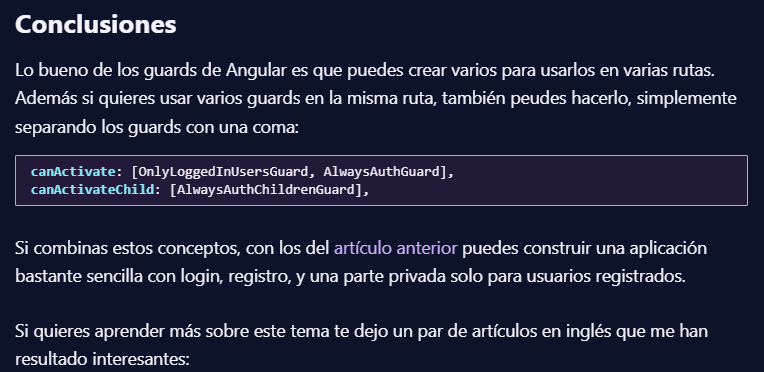 Conclusiones
Lo bueno de los guards de Angular es que puedes crear varios para usarlos en varias rutas.
Además si quieres usar varios guards en la misma ruta, también peudes hacerlo, simplemente
separando los guards con una coma:
canActivate: [OnlyLoggedInUsersGuard, AlwaysAuthGuard],
canActivateChild: [AlwaysAuthChildrenGuard],
Si combinas estos conceptos, con los del artículo anterior puedes construir una aplicación
bastante sencilla con login, registro, y una parte privada solo para usuarios registrados.
Si quieres aprender más sobre este tema te dejo un par de artículos en inglés que me han
resultado interesantes: